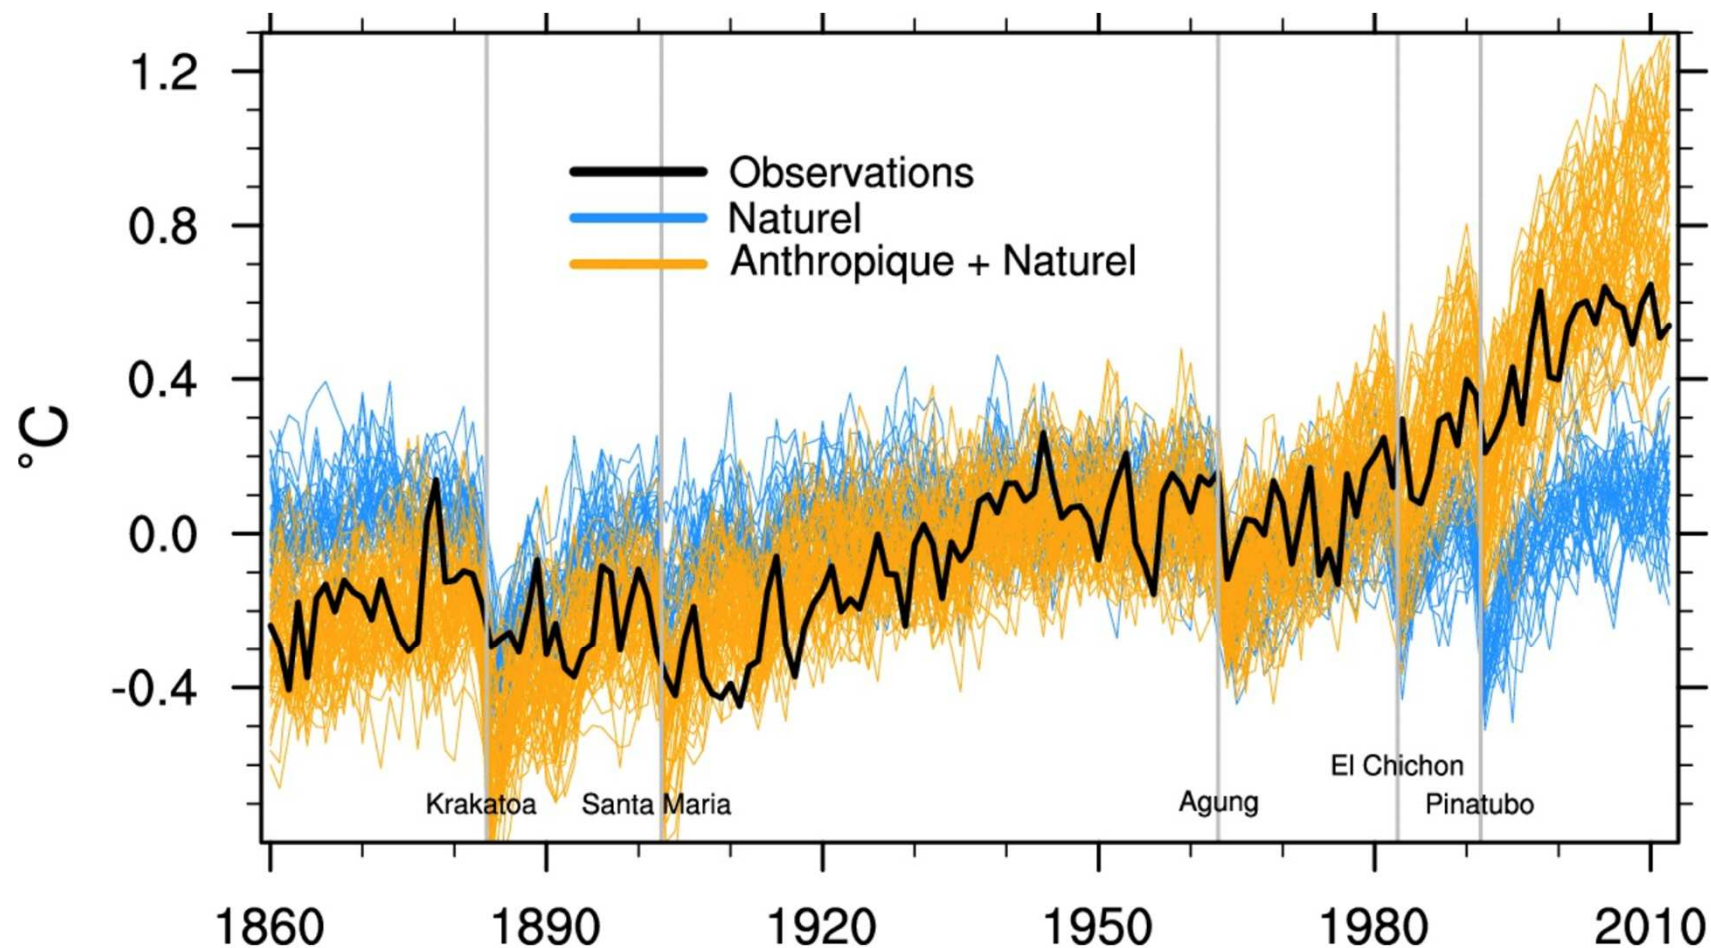 1.2
0.8
0.4
0.0
-0.4
°C
Observations
Naturel
Anthropique + Naturel
El Chichon
Krakatoa
Santa Maria
Agung
Pinatubo
1860
1890
1920
1950
1980
2010